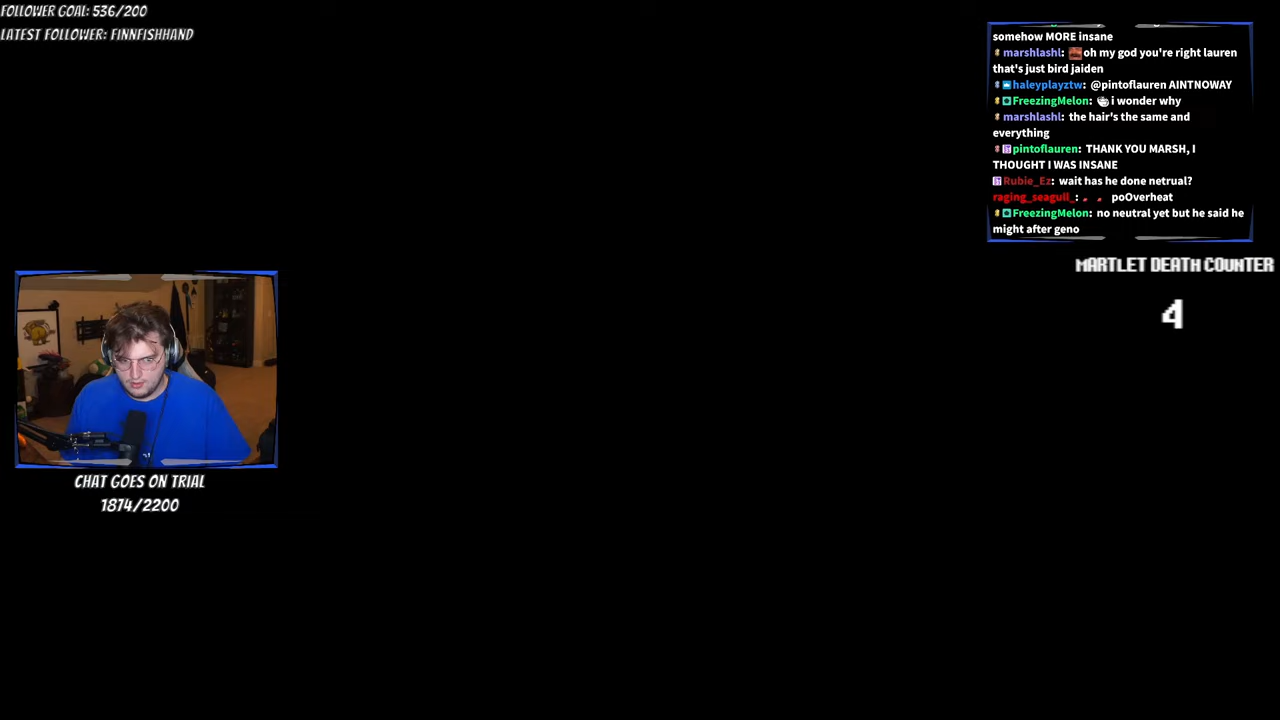 FOLLOWER GOAL: 536/200
LATEST FOLLOWER: FINNFISHHAND
somehow MORE insane
marshlashl: oh my god you're right lauren
that's just bird jaiden
haleyplayztw: @pintoflauren AINTNOWAY
FreezingMelon: i wonder why
marshlashl: the hair's the same and
everything
pintoflauren: THANK YOU MARSH, I
THOUGHT I WAS INSANE
Rubie_Ez: wait has he done netrual?
raging_seagull_: poOverheat
FreezingMelon: no neutral yet but he said he
might after geno
MARTLET DEATH COUNTER
4
CHAT GOES ON TRIAL
1874/2200